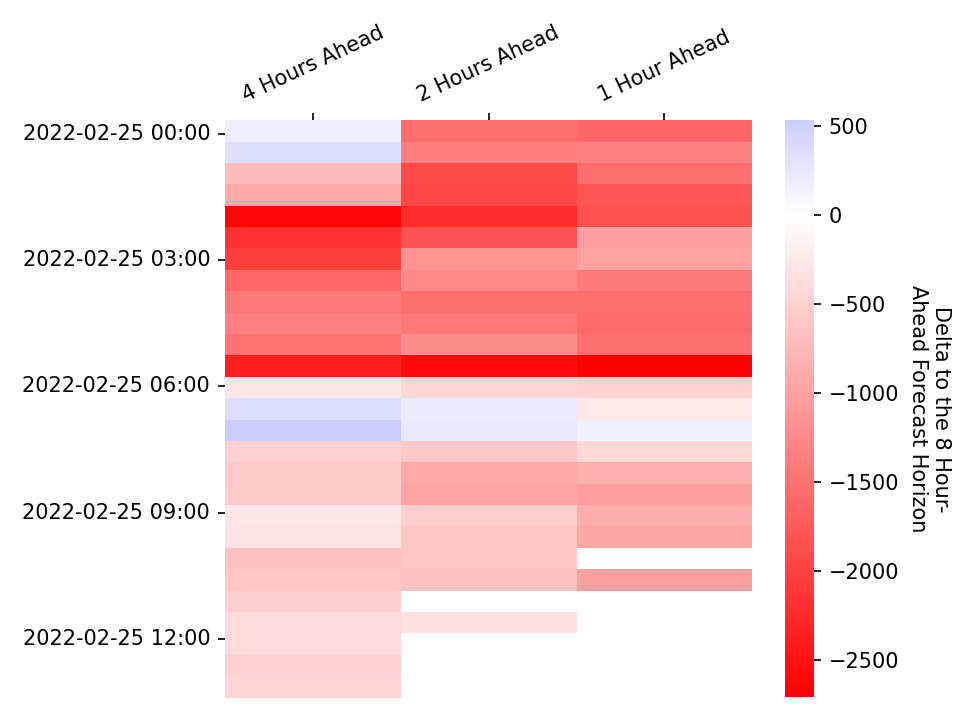 4 Hours Ahead
2 Hours Ahead
1 Hour Ahead
2022-02-25 00:00
2022-02-25 03:00
2022-02-25 06:00
2022-02-25 09:00
2022-02-25 12:00
500
0
−500
−1000
−1500
−2000
−2500
Delta to the 8 Hour-
Ahead Forecast Horizon